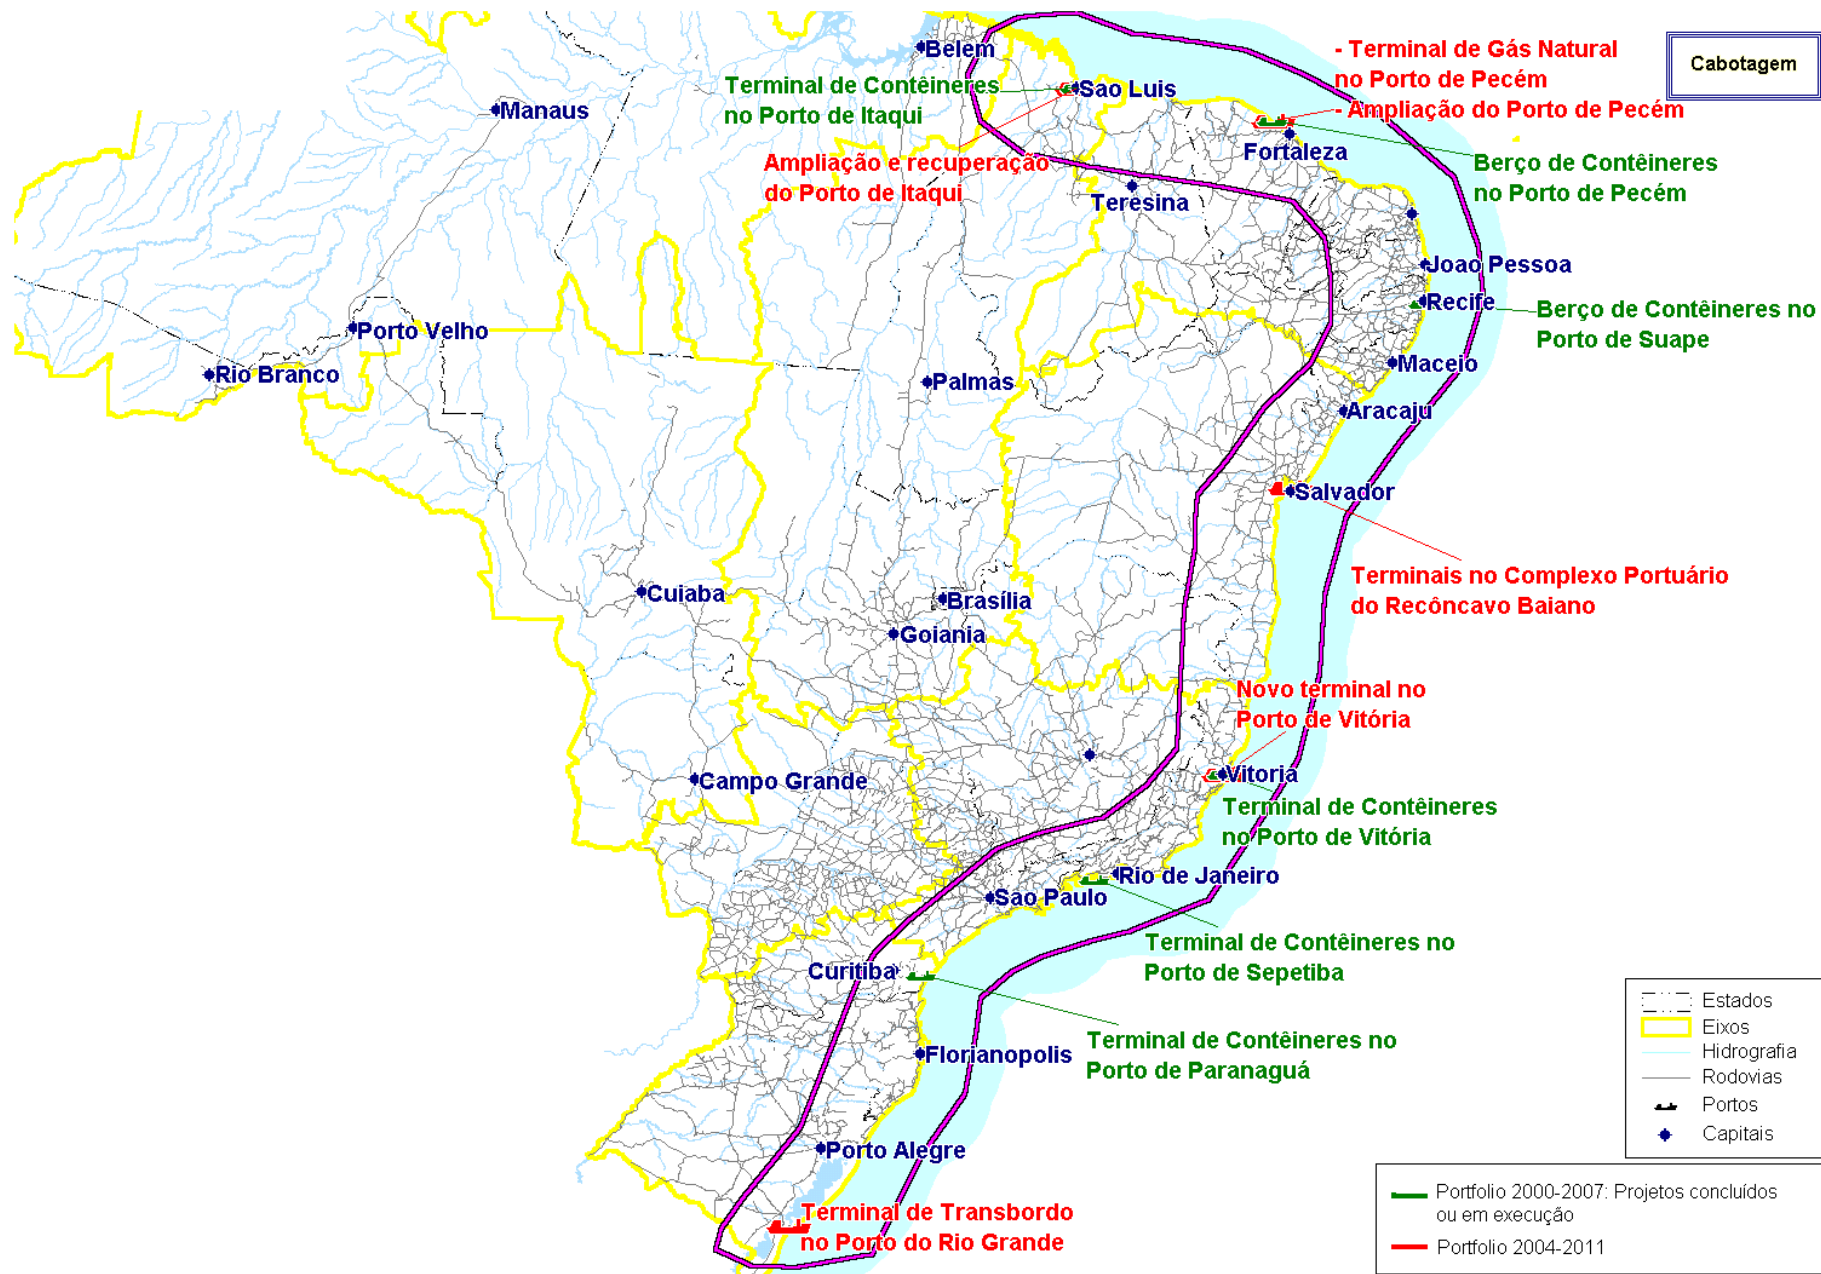 Belem
- Terminal de Gás Natural
no Porto de Pecém
- Ampliação do Porto de Pecém
Cabotagem
Terminal de Contêineres
no Porto de Itaqui
Sao Luis
Manaus
Ampliação e recuperação
do Porto de Itaqui
Fortaleza
Berço de Contêineres
no Porto de Pecém
Teresina
Joao Pessoa
Recife
Berço de Contêineres no
Porto de Suape
Porto Velho
Rio Branco
Palmas
Maceio
Aracaju
Salvador
Terminais no Complexo Portuário
do Recôncavo Baiano
Cuiaba
Brasília
Goiania
Novo terminal no
Porto de Vitória
Campo Grande
Vitoria
Terminal de Contêineres
no Porto de Vitória
Rio de Janeiro
Sao Paulo
Terminal de Contêineres no
Porto de Sepetiba
Curitiba
Terminal de Contêineres no
Porto de Paranaguá
Florianopolis
Porto Alegre
Terminal de Transbordo
no Porto do Rio Grande
Estados
Eixos
Hidrografia
Rodovias
Portos
Capitais
Portfolio 2000-2007: Projetos concluídos
ou em execução
Portfolio 2004-2011